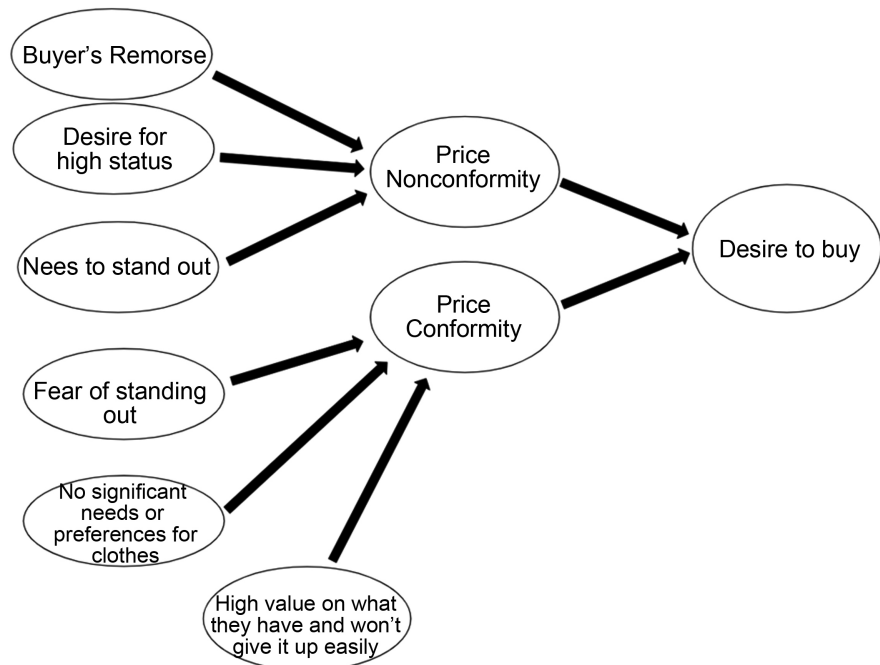 Buyer's Remorse
Desire for
high status
Nees to stand out
Price
Nonconformity
Desire to buy
Price
Conformity
Fear of standing
out
No significant
needs or
preferences for
clothes
High value on what
they have and won't
give it up easily